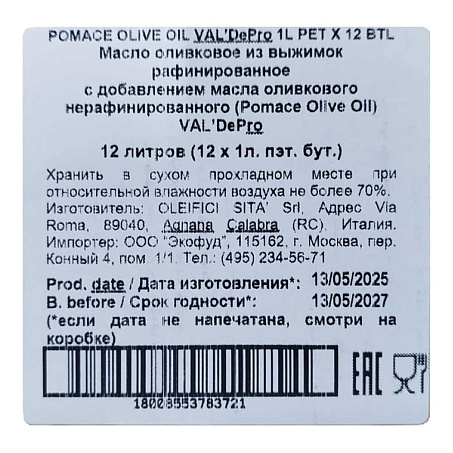 POMACE OLIVE OIL VAL'DePro 1L PET X 12 BTL
Масло оливковое из выжимок
рафинированное
с добавлением масла оливкового
нерафинированного (Pomace Olive Oil)
VAL'DePro
12 литров (12 x 1л. пэт. бут.)
Хранить в сухом прохладном месте при
относительной влажности воздуха не более 70%.
Изготовитель: OLEIFICI SITA' Srl, Адрес Via
Roma, 89040, Agnana Calabra (RC), Италия.
Импортер: ООО "Экофуд", 115162, г. Москва, пер.
Конный 4, пом. 1/1. Тел.: (495) 234-56-71
Prod. date / Дата изготовления*: 13/05/2025
B. before / Срок годности*: 13/05/2027
(*если дата не напечатана, смотри на
коробке)
18008553783721
EAC